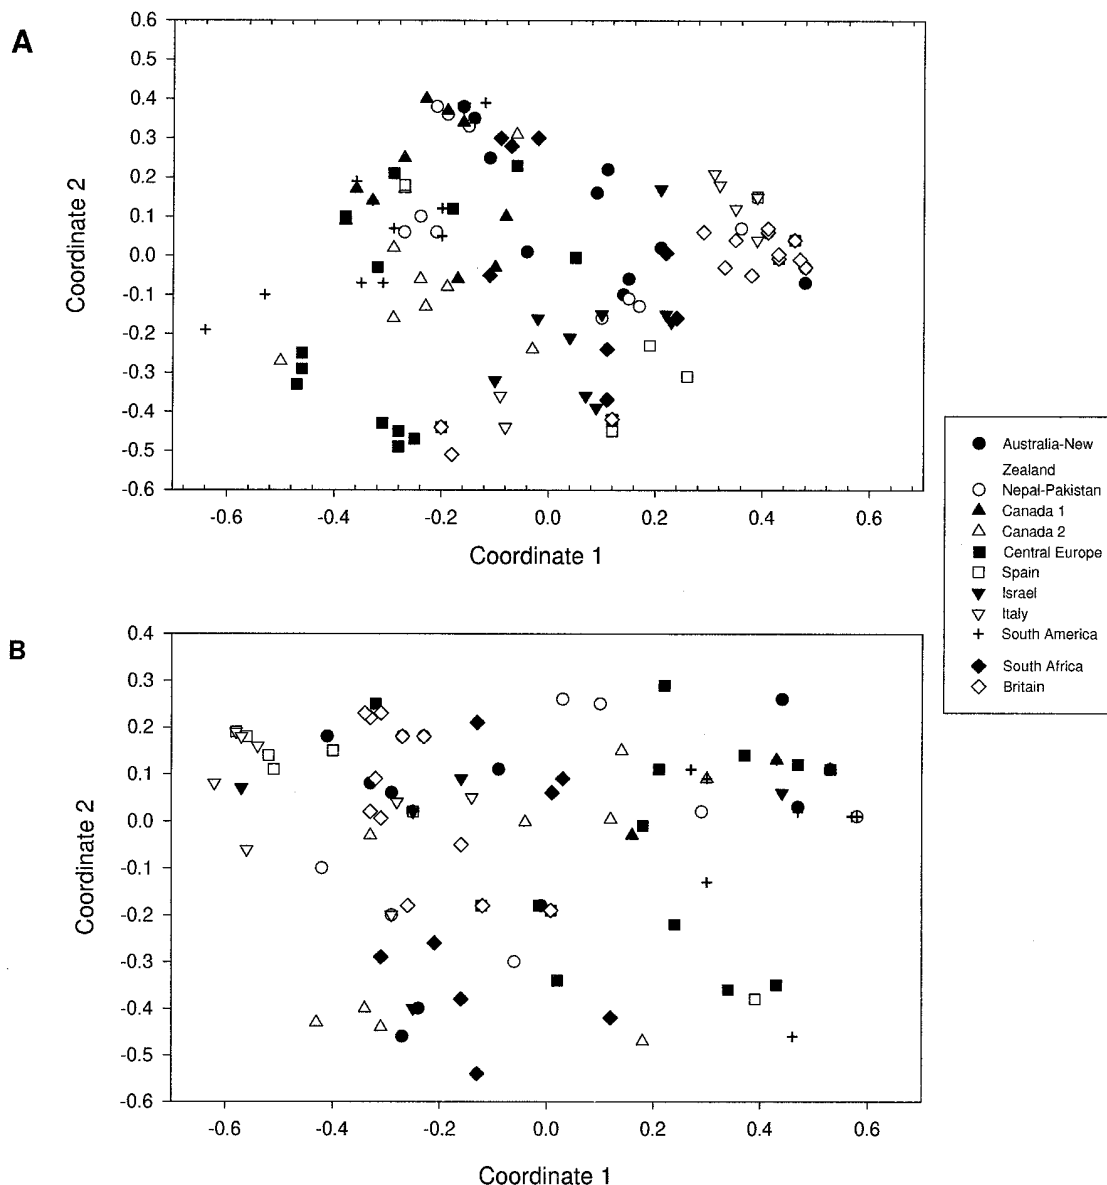 A
0.6
0.5
0.4
0.3
0.2
0.1
0.0
-0.1
-0.2
-0.3
-0.4
-0.5
-0.6
Coordinate 2
-0.6 -0.4 -0.2 0.0 0.2 0.4 0.6
Coordinate 1
Australia-New
Zealand
Nepal-Pakistan
Canada 1
Canada 2
Central Europe
Spain
Israel
Italy
South America
South Africa
Britain
B
0.4
0.3
0.2
0.1
0.0
-0.1
-0.2
-0.3
-0.4
-0.5
-0.6
Coordinate 2
-0.6 -0.4 -0.2 0.0 0.2 0.4 0.6
Coordinate 1